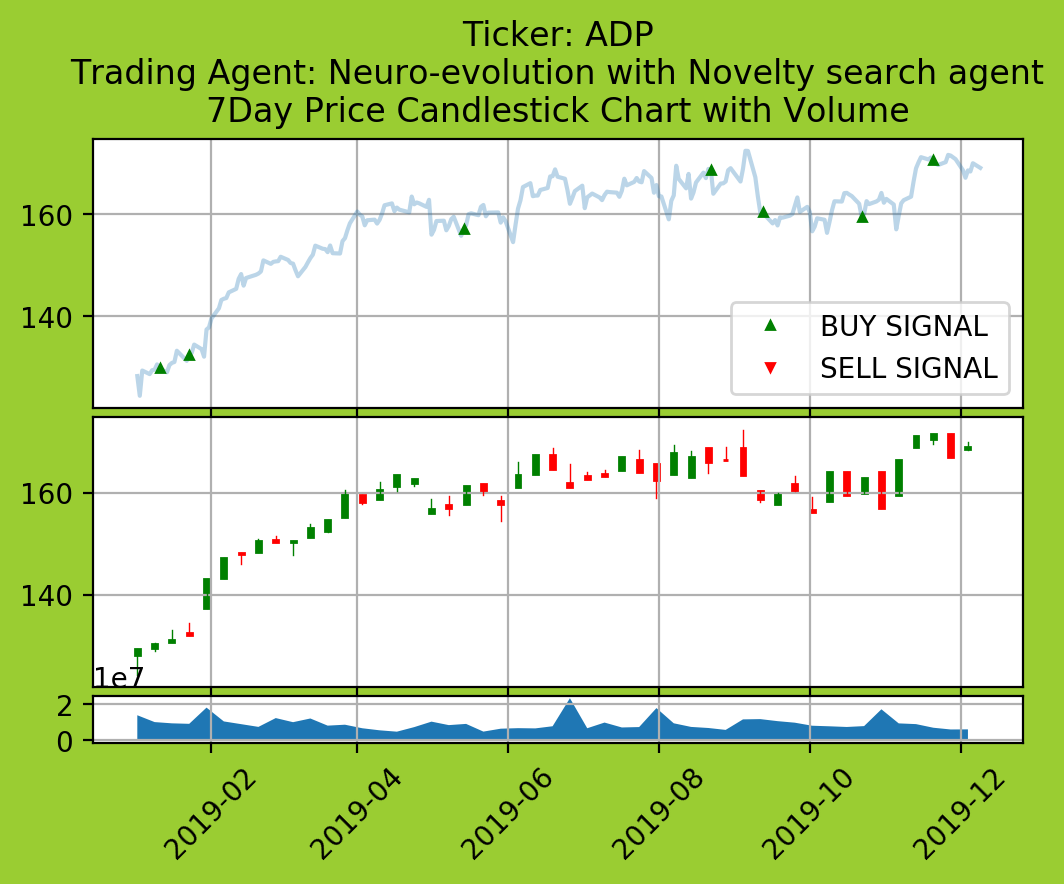 Ticker: ADP
Trading Agent: Neuro-evolution with Novelty search agent
7Day Price Candlestick Chart with Volume
160
140
BUY SIGNAL
SELL SIGNAL
160
140
1e7
2
0
2019-02
2019-04
2019-06
2019-08
2019-10
2019-12